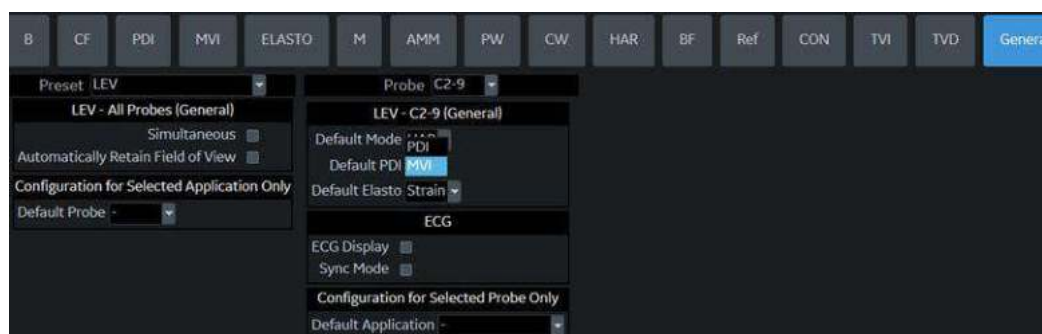 B CF PDI MVI ELASTO M AMM PW CW HAR BF Ref CON TVI TVD Genera
Preset LEV
LEV - All Probes (General)
Simultaneous
Automatically Retain Field of View
Configuration for Selected Application Only
Default Probe -
Probe C2-9
LEV - C2-9 (General)
Default Mode
PDI
Default PDI MVI
Default Elasto Strain
ECG
ECG Display
Sync Mode
Configuration for Selected Probe Only
Default Application -